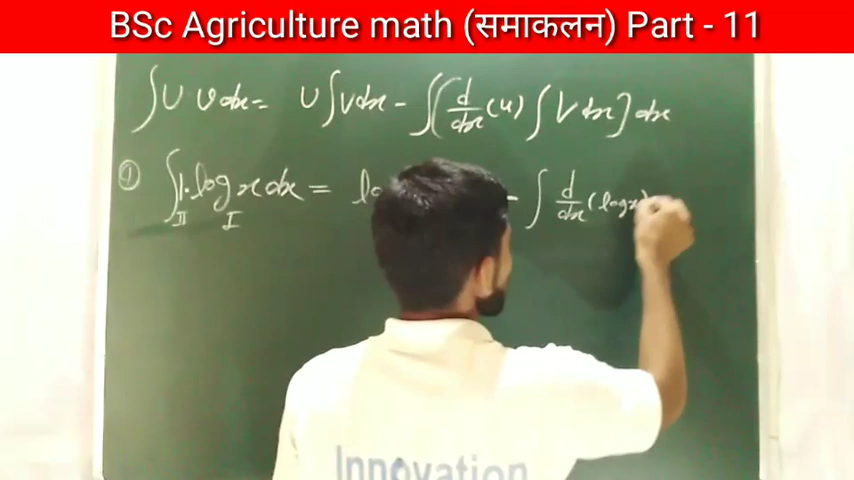 BSc Agriculture math (समाकलन) Part - 11
∫U v dx = U∫V dx - ∫[d/dx (u) ∫V dx] dx
① ∫1·log x dx = lo - ∫ d/dx (log x)
II I
Innovation